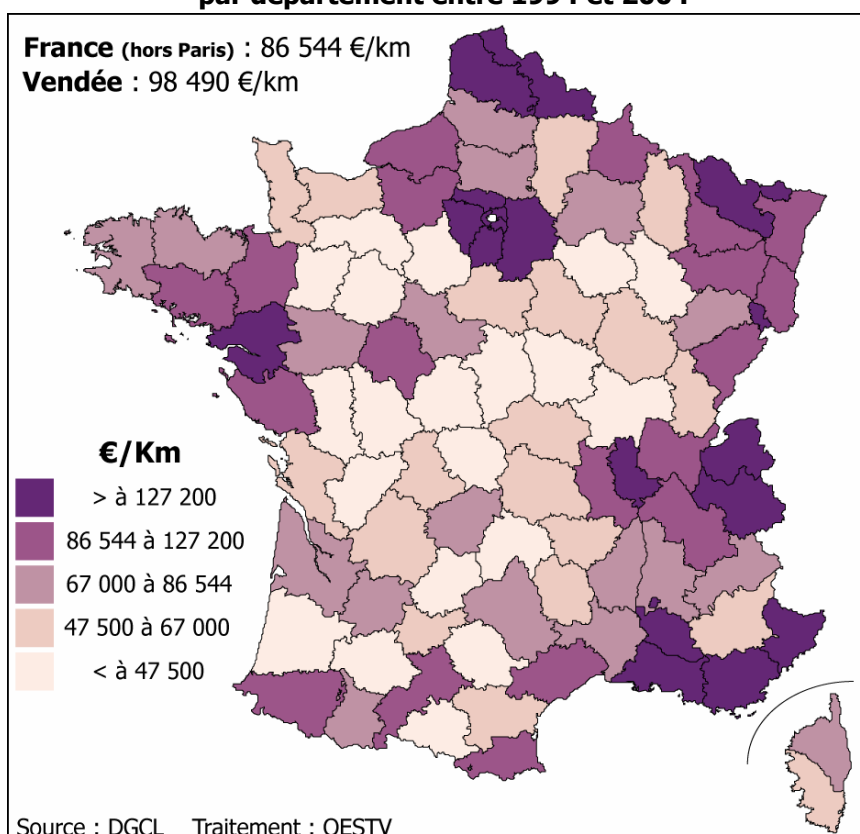 par département entre 1994 et 2004
France (hors Paris) : 86 544 €/km
Vendée : 98 490 €/km
€/Km
> à 127 200
86 544 à 127 200
67 000 à 86 544
47 500 à 67 000
< à 47 500
Source : DGCL Traitement : OESTV